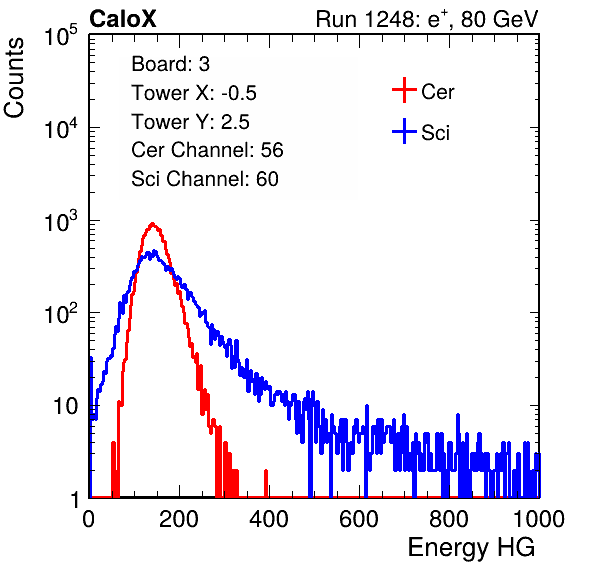 CaloX Run 1248: e⁺, 80 GeV
Counts
Board: 3
Tower X: -0.5
Tower Y: 2.5
Cer Channel: 56
Sci Channel: 60
Cer
Sci
10⁵
10⁴
10³
10²
10
1
0 200 400 600 800 1000
Energy HG